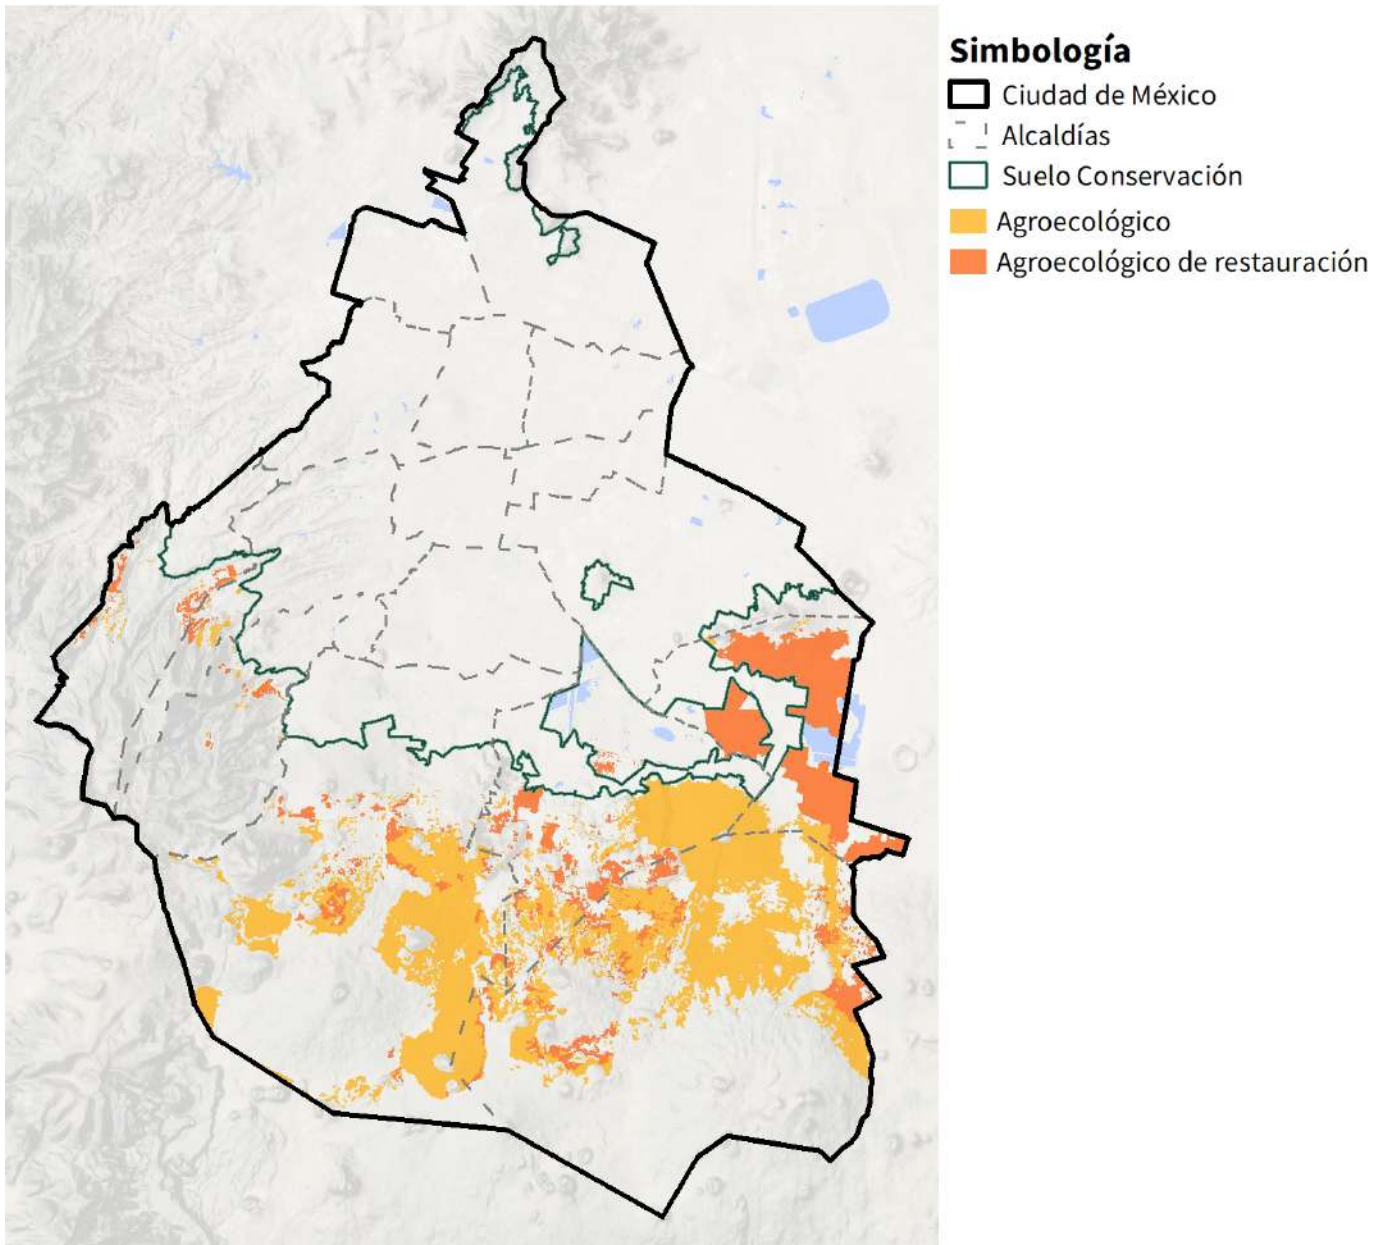 Simbología
Ciudad de México
Alcaldías
Suelo Conservación
Agroecológico
Agroecológico de restauración